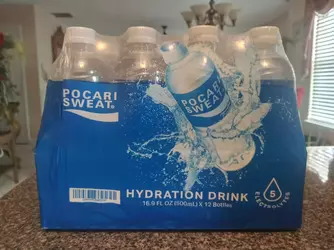 POCARI
SWEAT®
POCARI
SWEAT
HYDRATION DRINK
16.9 FL OZ (500mL) X 12 Bottles
5
ELECTROLYTES